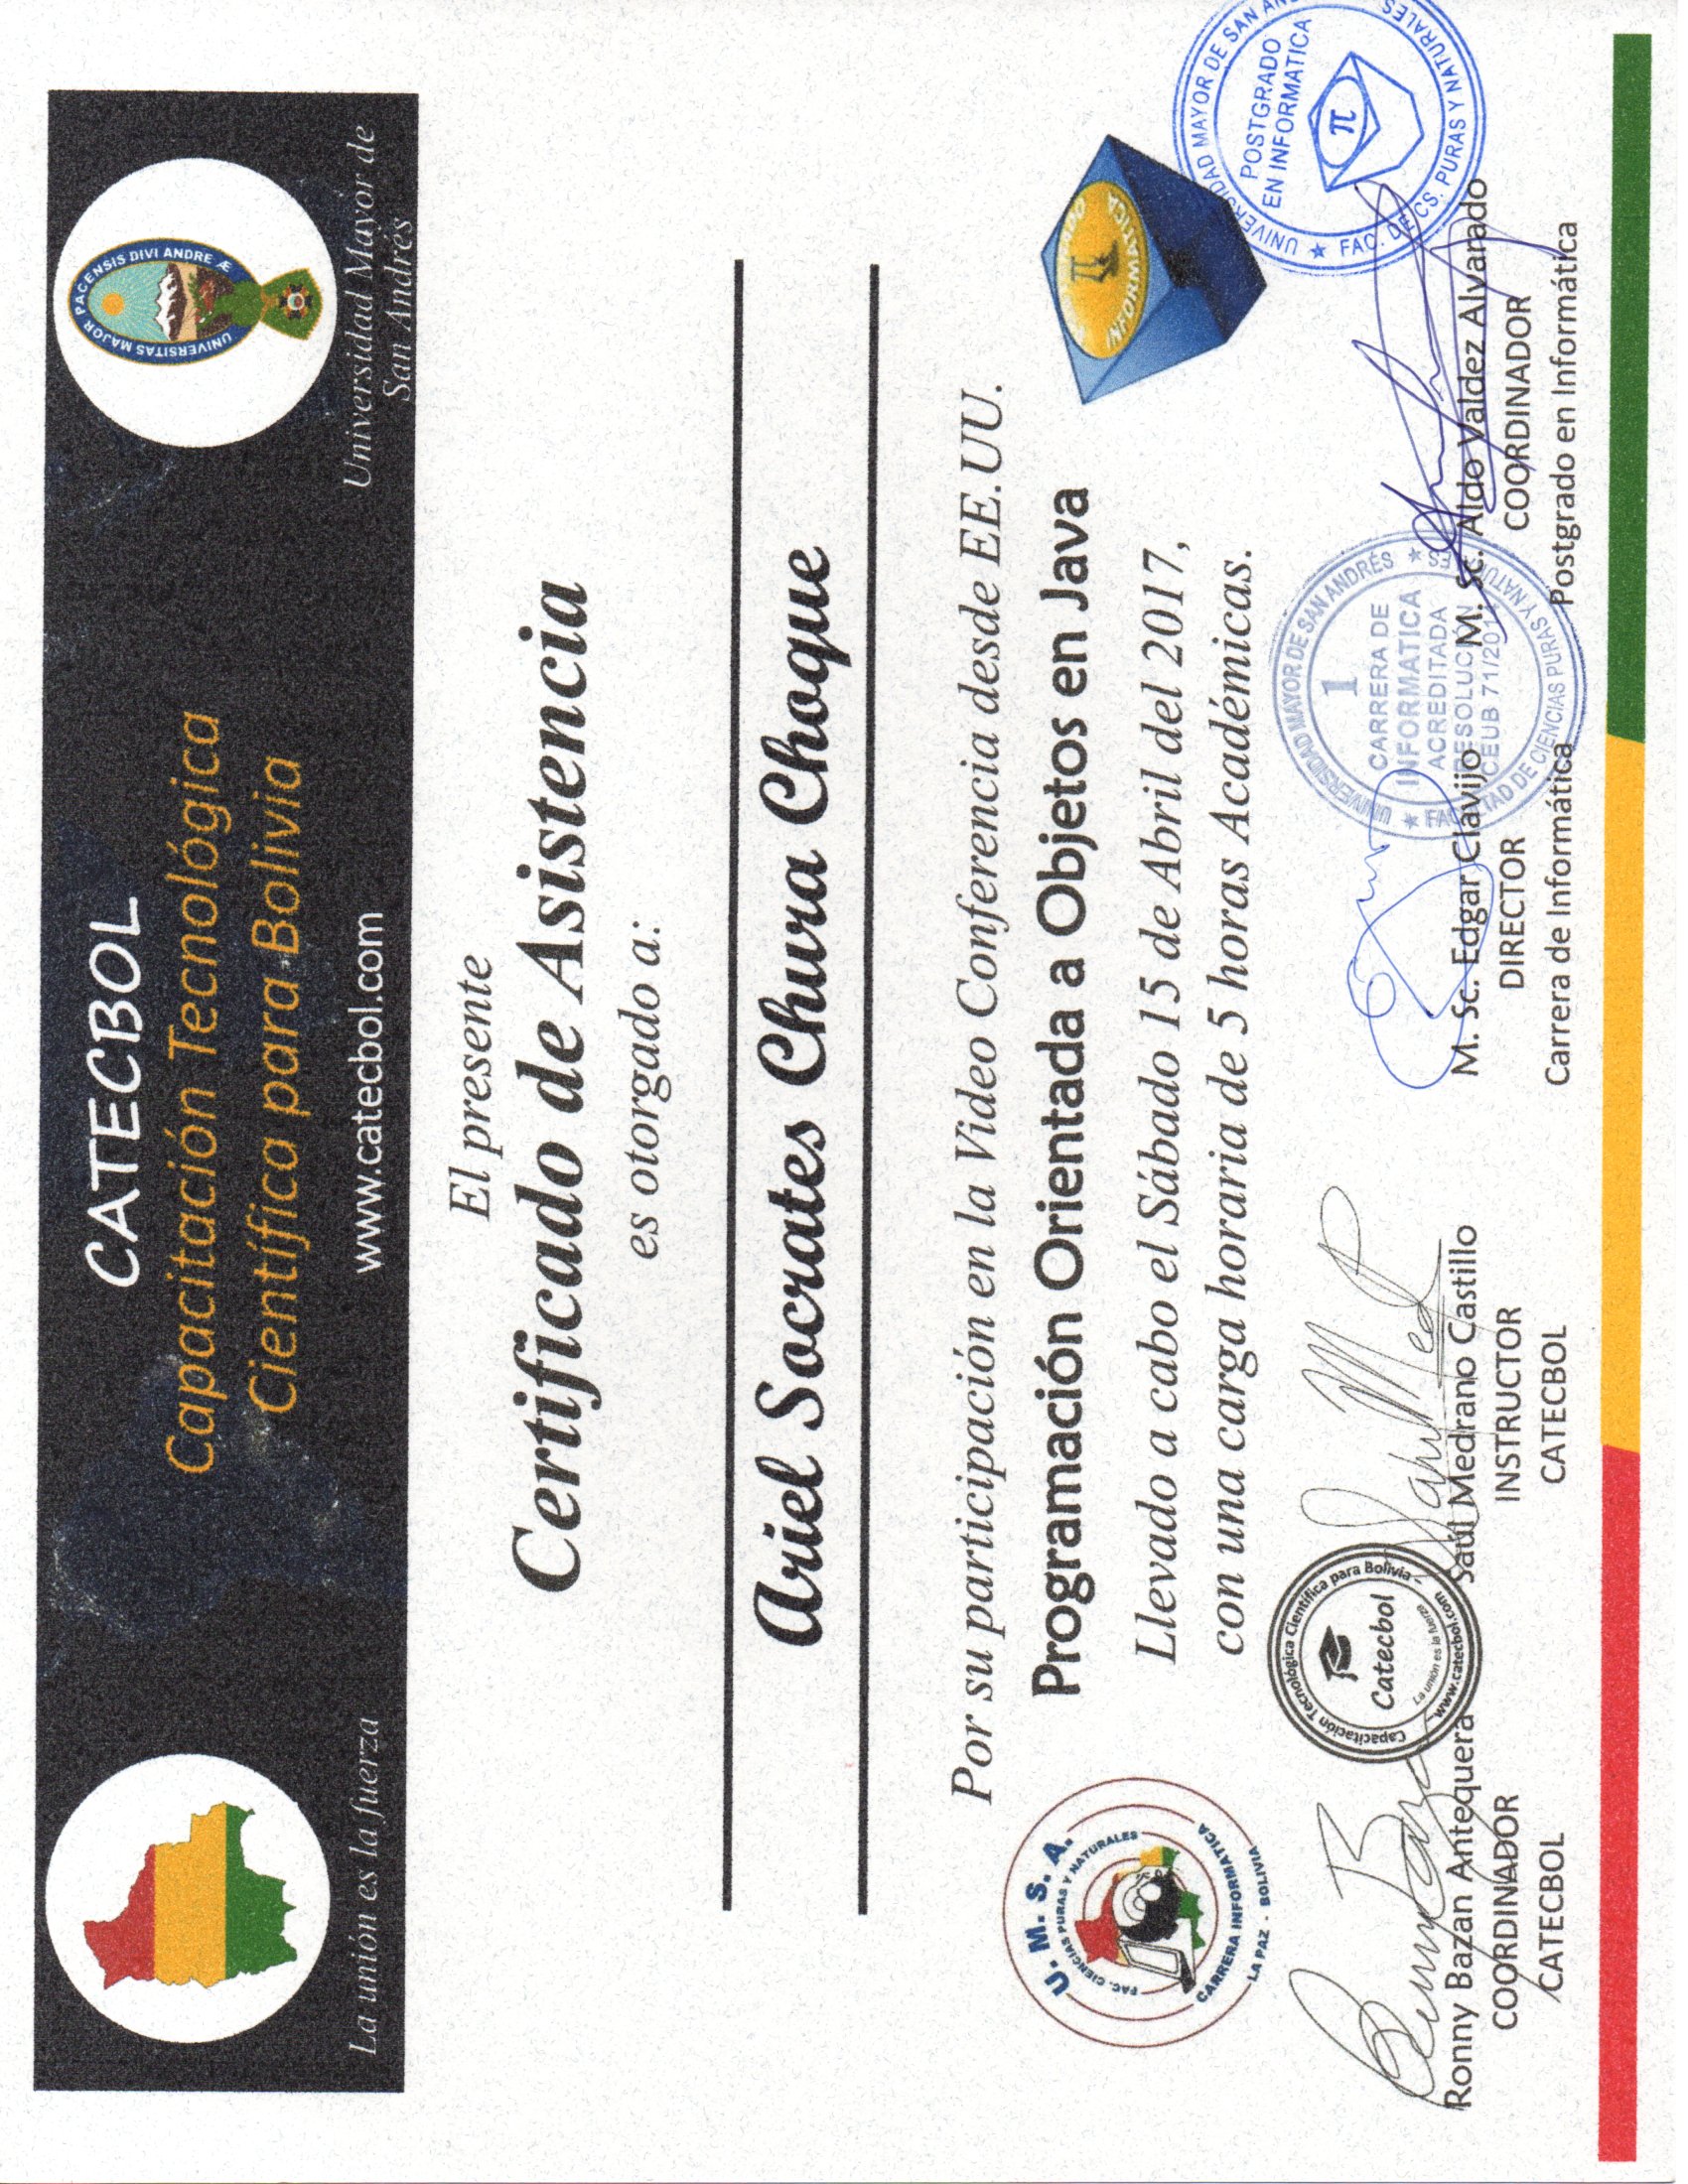 CATECBOL
Capacitación Tecnológica
Científica para Bolivia
www.catecbol.com
La unión es la fuerza
UNIVERSITAS MAJOR PACENSIS DIVI ANDRE Æ
Universidad Mayor de
San Andrés
El presente
Certificado de Asistencia
es otorgado a:
Ariel Socrates Chura Choque
Por su participación en la Video Conferencia desde EE.UU.
Programación Orientada a Objetos en Java
Llevado a cabo el Sábado 15 de Abril del 2017,
con una carga horaria de 5 horas Académicas.
U. M. S. A.
FAC. CIENCIAS PURAS Y NATURALES
CARRERA INFORMATICA
LA PAZ - BOLIVIA
π
INFORMATICA
UNIVERSIDAD MAYOR DE SAN
POSTGRADO
EN INFORMATICA
π
FAC. DE CS. PURAS Y NATURALES
Capacitación Tecnológica Científica para Bolivia
Catecbol
La unión es la fuerza
www.catecbol.com
UNIVERSIDAD MAYOR DE SAN ANDRÉS
1
CARRERA DE
INFORMATICA
ACREDITADA
RESOLUCIÓN
CEUB 71/201
DE CIENCIAS PURAS Y
Ronny Bazan Antequera
COORDINADOR
CATECBOL
Saúl Medrano Castillo
INSTRUCTOR
CATECBOL
M. Sc. Edgar Clavijo
DIRECTOR
Carrera de Informática
M. Sc. Aldo Valdez Alvarado
COORDINADOR
Postgrado en Informática